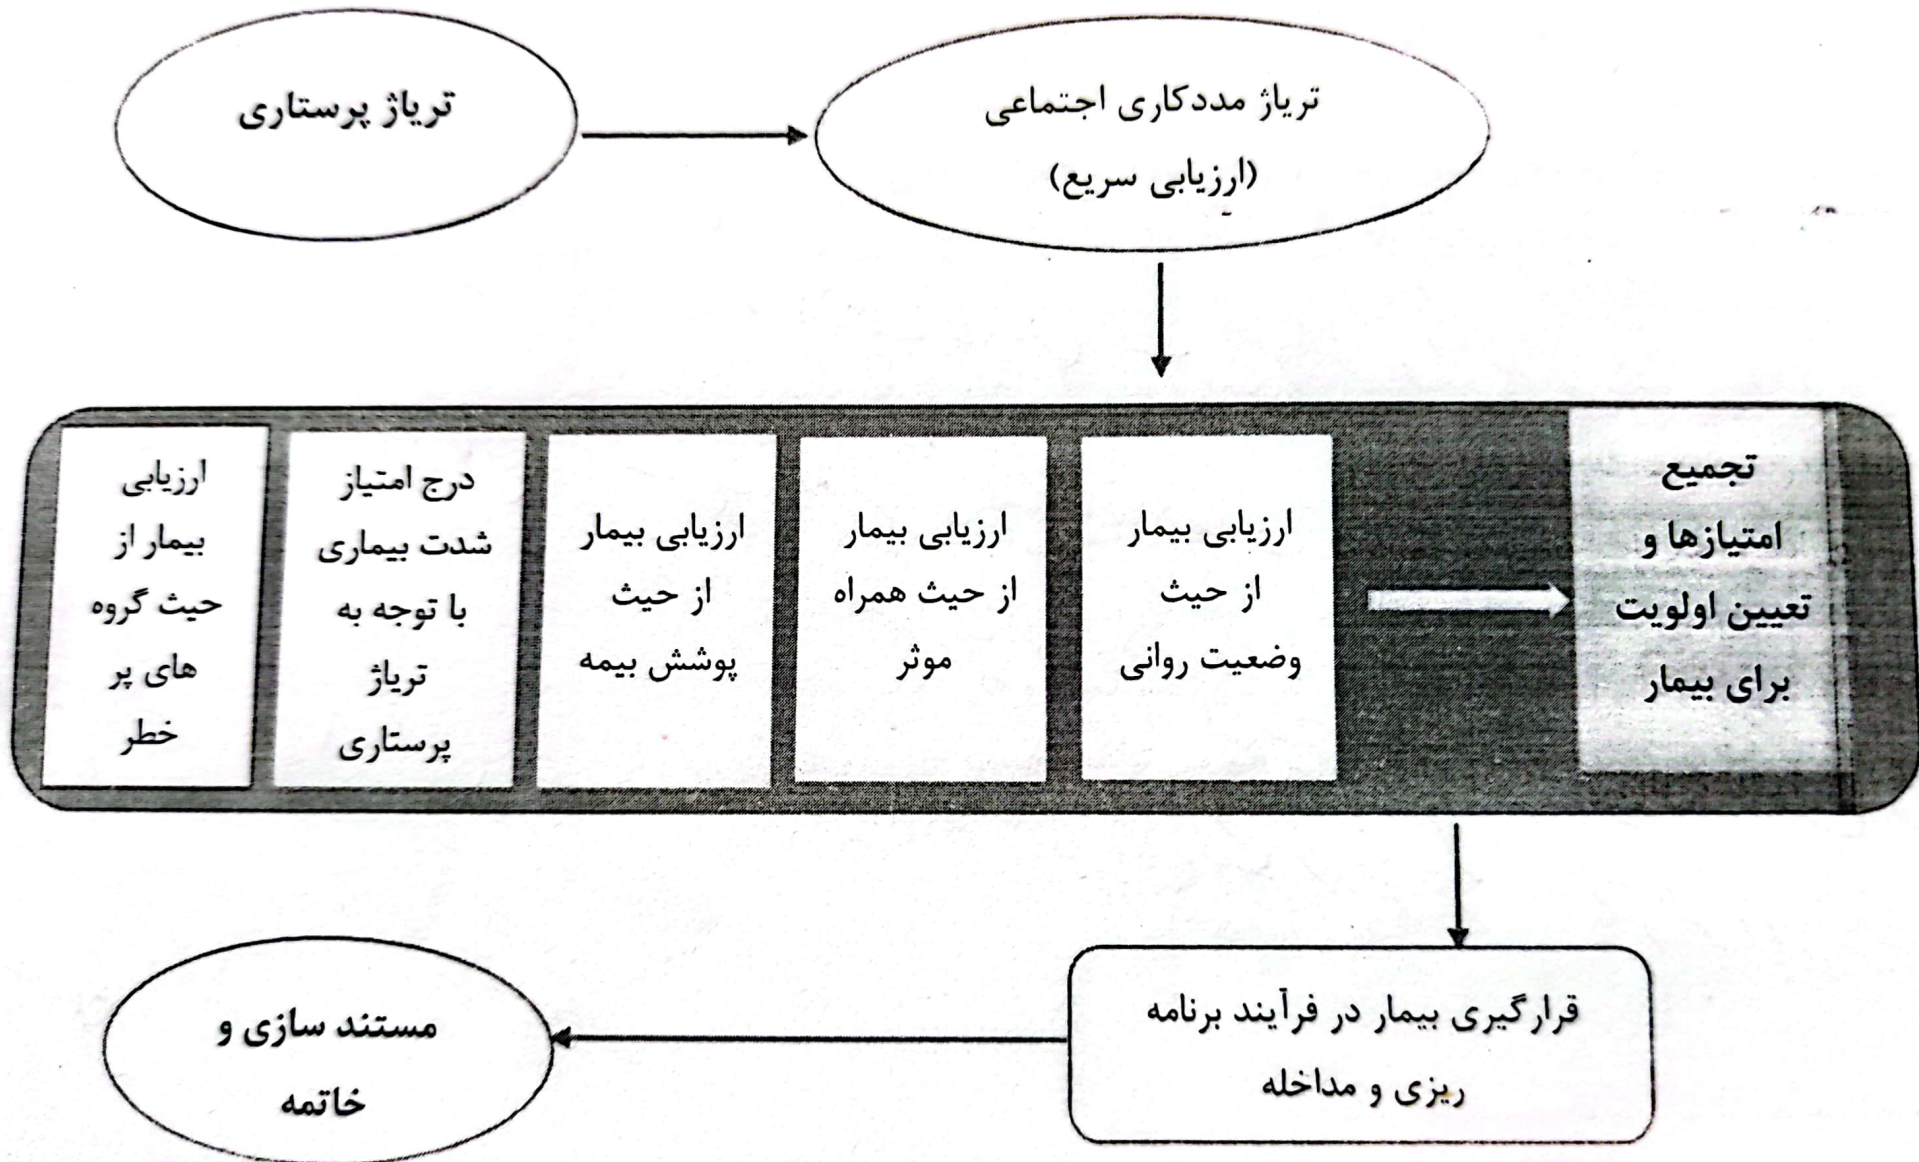 تریاژ پرستاری
تریاژ مددکاری اجتماعی
(ارزیابی سریع)
ارزیابی
بیمار از
حیث گروه
های پر
خطر
درج امتیاز
شدت بیماری
با توجه به
تریاژ
پرستاری
ارزیابی بیمار
از حیث
پوشش بیمه
ارزیابی بیمار
از حیث همراه
موثر
ارزیابی بیمار
از حیث
وضعیت روانی
تجمیع
امتیازها و
تعیین اولویت
برای بیمار
قرارگیری بیمار در فرآیند برنامه
ریزی و مداخله
مستند سازی و
خاتمه